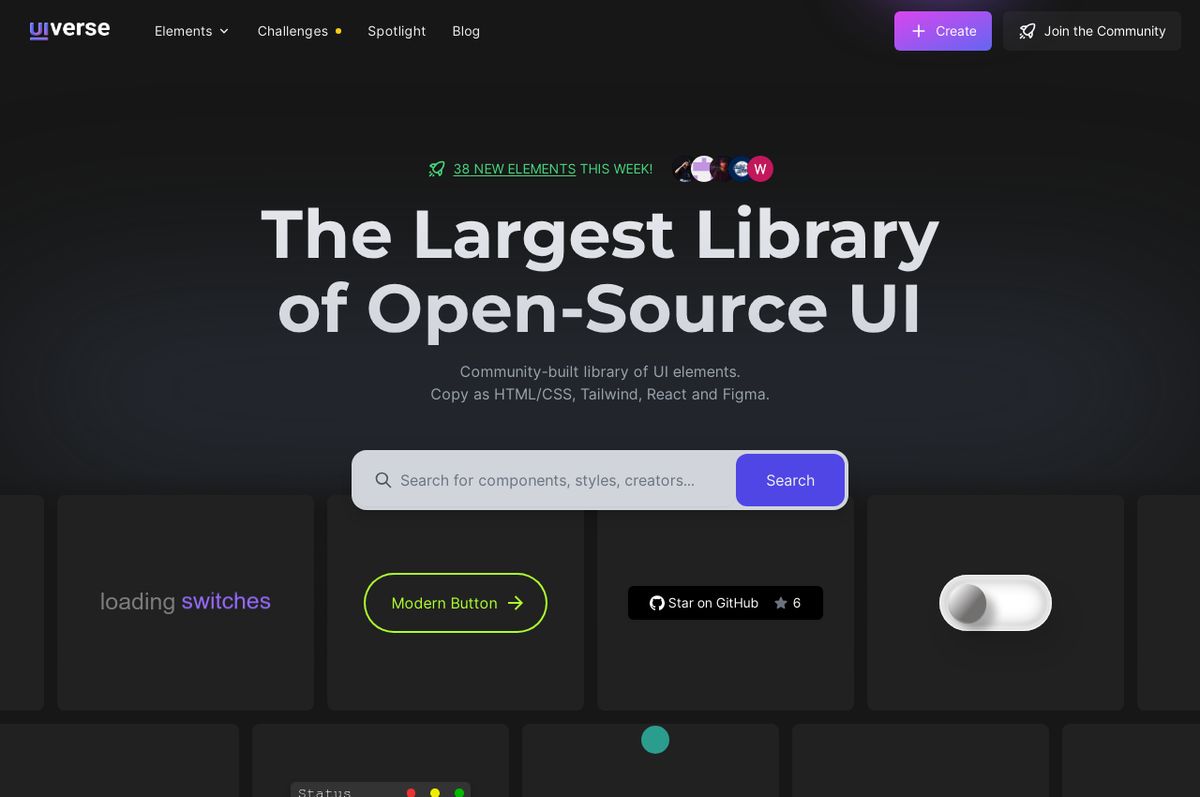 UIverse
Elements
Challenges
Spotlight
Blog
Create
Join the Community
38 NEW ELEMENTS THIS WEEK!
W
The Largest Library
of Open-Source UI
Community-built library of UI elements.
Copy as HTML/CSS, Tailwind, React and Figma.
Search for components, styles, creators...
Search
loading switches
Modern Button
Star on GitHub 6
Status